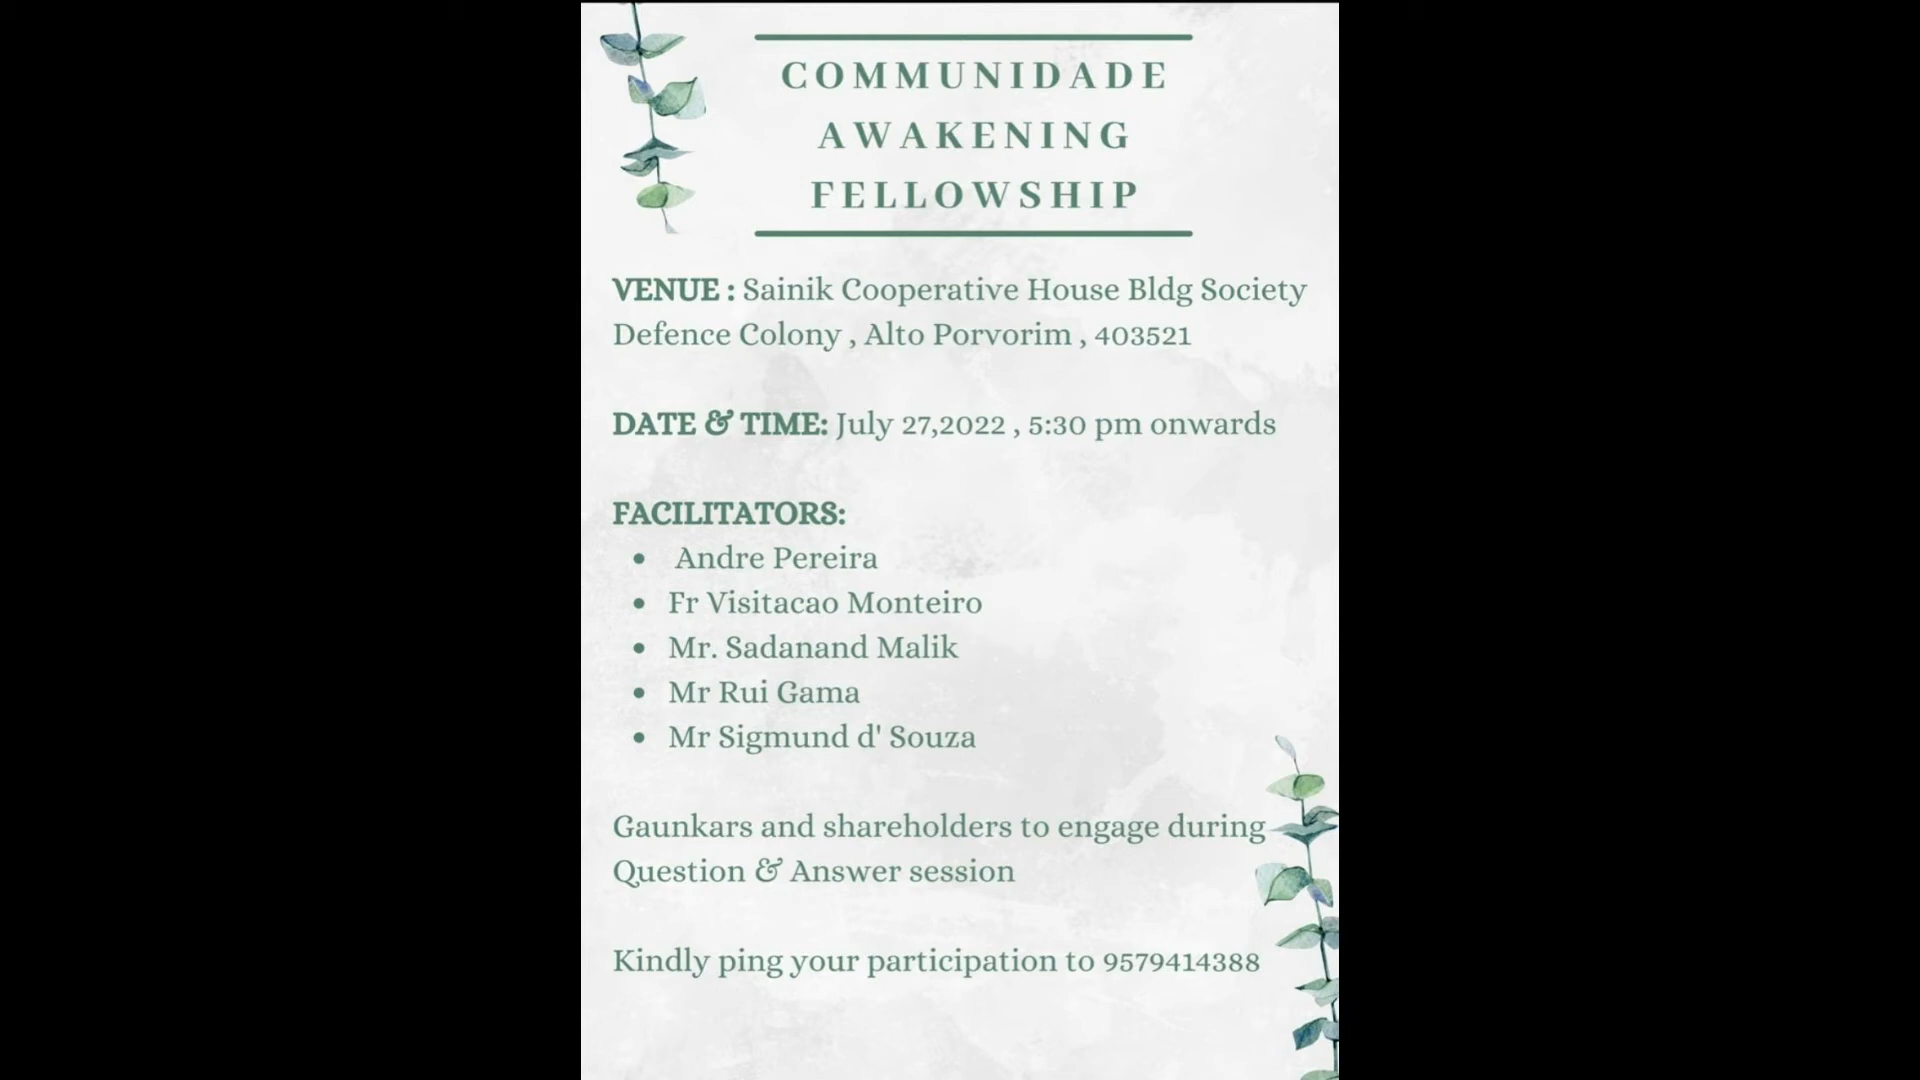 COMMUNIDADE
AWAKENING
FELLOWSHIP
VENUE : Sainik Cooperative House Bldg Society
Defence Colony , Alto Porvorim , 403521
DATE & TIME: July 27,2022 , 5:30 pm onwards
FACILITATORS:
• Andre Pereira
• Fr Visitacao Monteiro
• Mr. Sadanand Malik
• Mr Rui Gama
• Mr Sigmund d' Souza
Gaunkars and shareholders to engage during
Question & Answer session
Kindly ping your participation to 9579414388